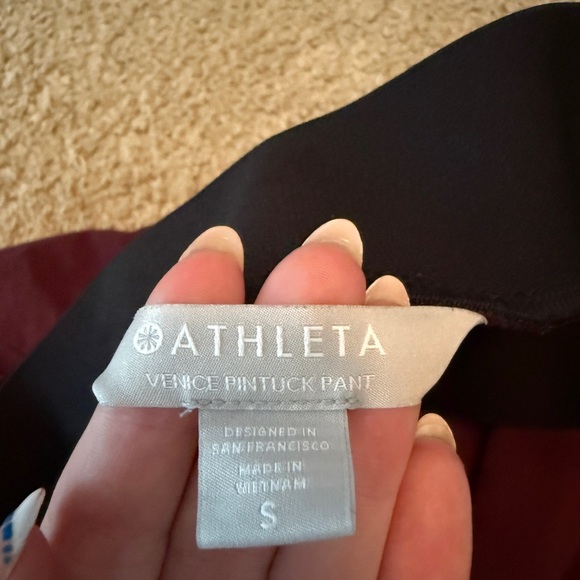 ATHLETA
VENICE PINTUCK PANT
DESIGNED IN
SAN FRANCISCO
MADE IN
VIETNAM
S